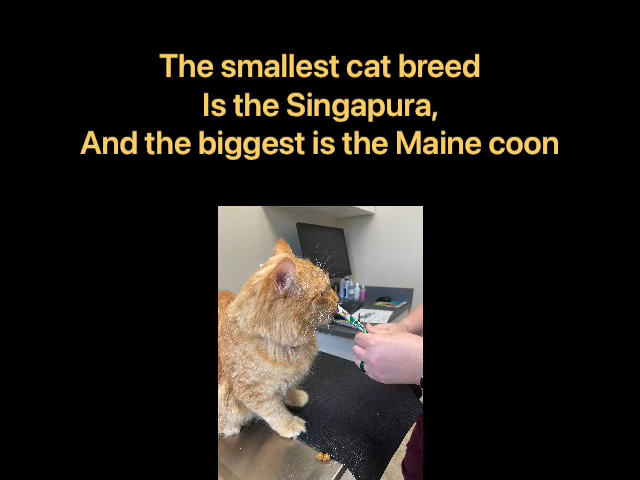 The smallest cat breed
Is the Singapura,
And the biggest is the Maine coon